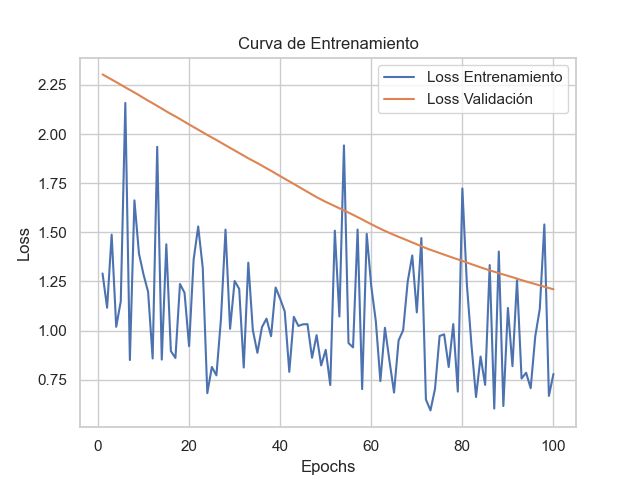 Curva de Entrenamiento
Loss Entrenamiento
Loss Validación
Loss
2.25
2.00
1.75
1.50
1.25
1.00
0.75
0 20 40 60 80 100
Epochs